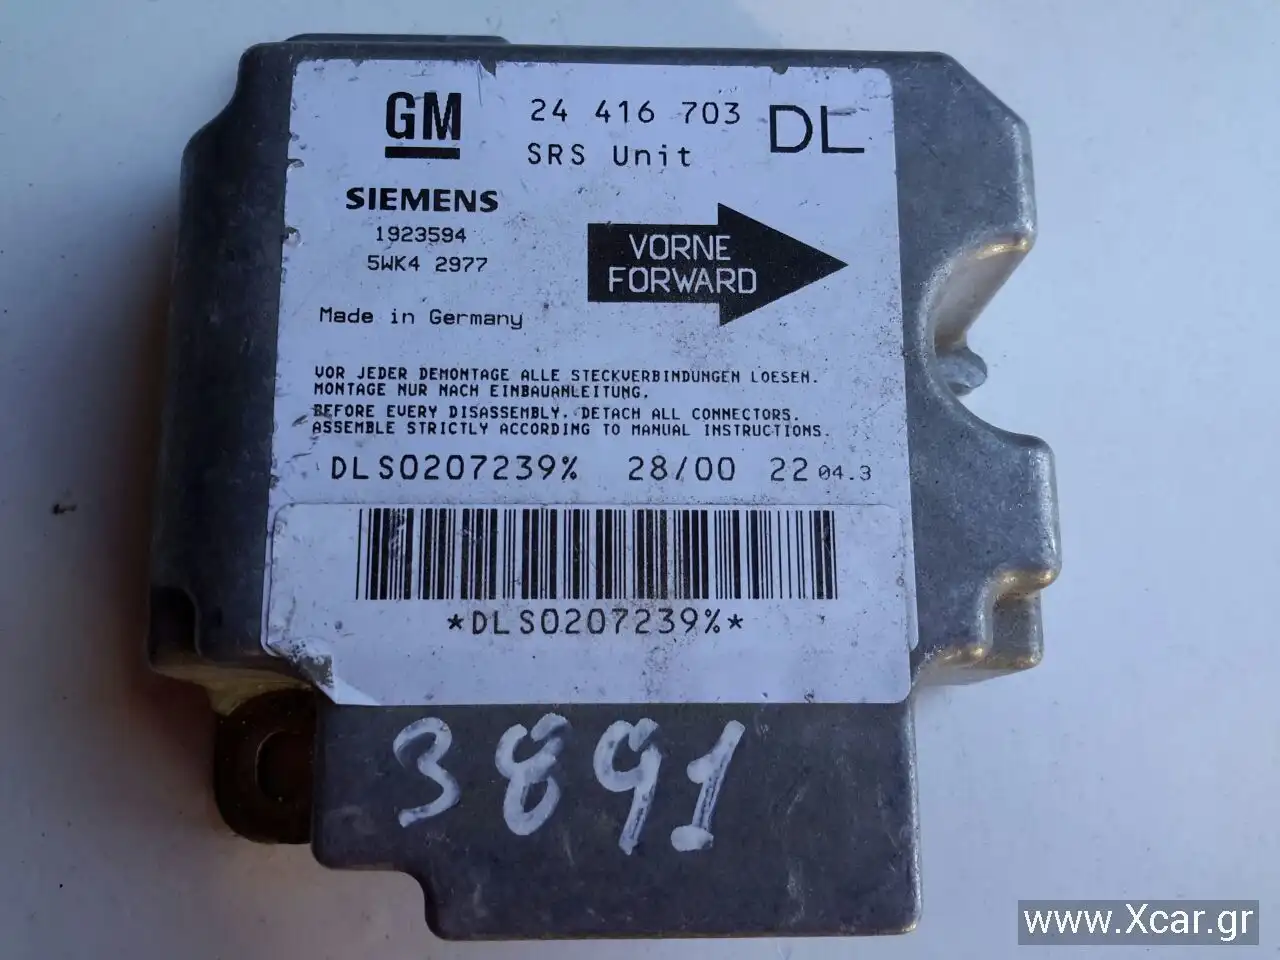 GM
24 416 703
DL
SRS Unit
SIEMENS
1923594
5WK4 2977
VORNE
FORWARD
Made in Germany
VOR JEDER DEMONTAGE ALLE STECKVERBINDUNGEN LOESEN.
MONTAGE NUR NACH EINBAUANLEITUNG.
BEFORE EVERY DISASSEMBLY. DETACH ALL CONNECTORS.
ASSEMBLE STRICTLY ACCORDING TO MANUAL INSTRUCTIONS.
DLS0207239% 28/00 22 04.3
*DLS0207239%*
3891
www.Xcar.gr